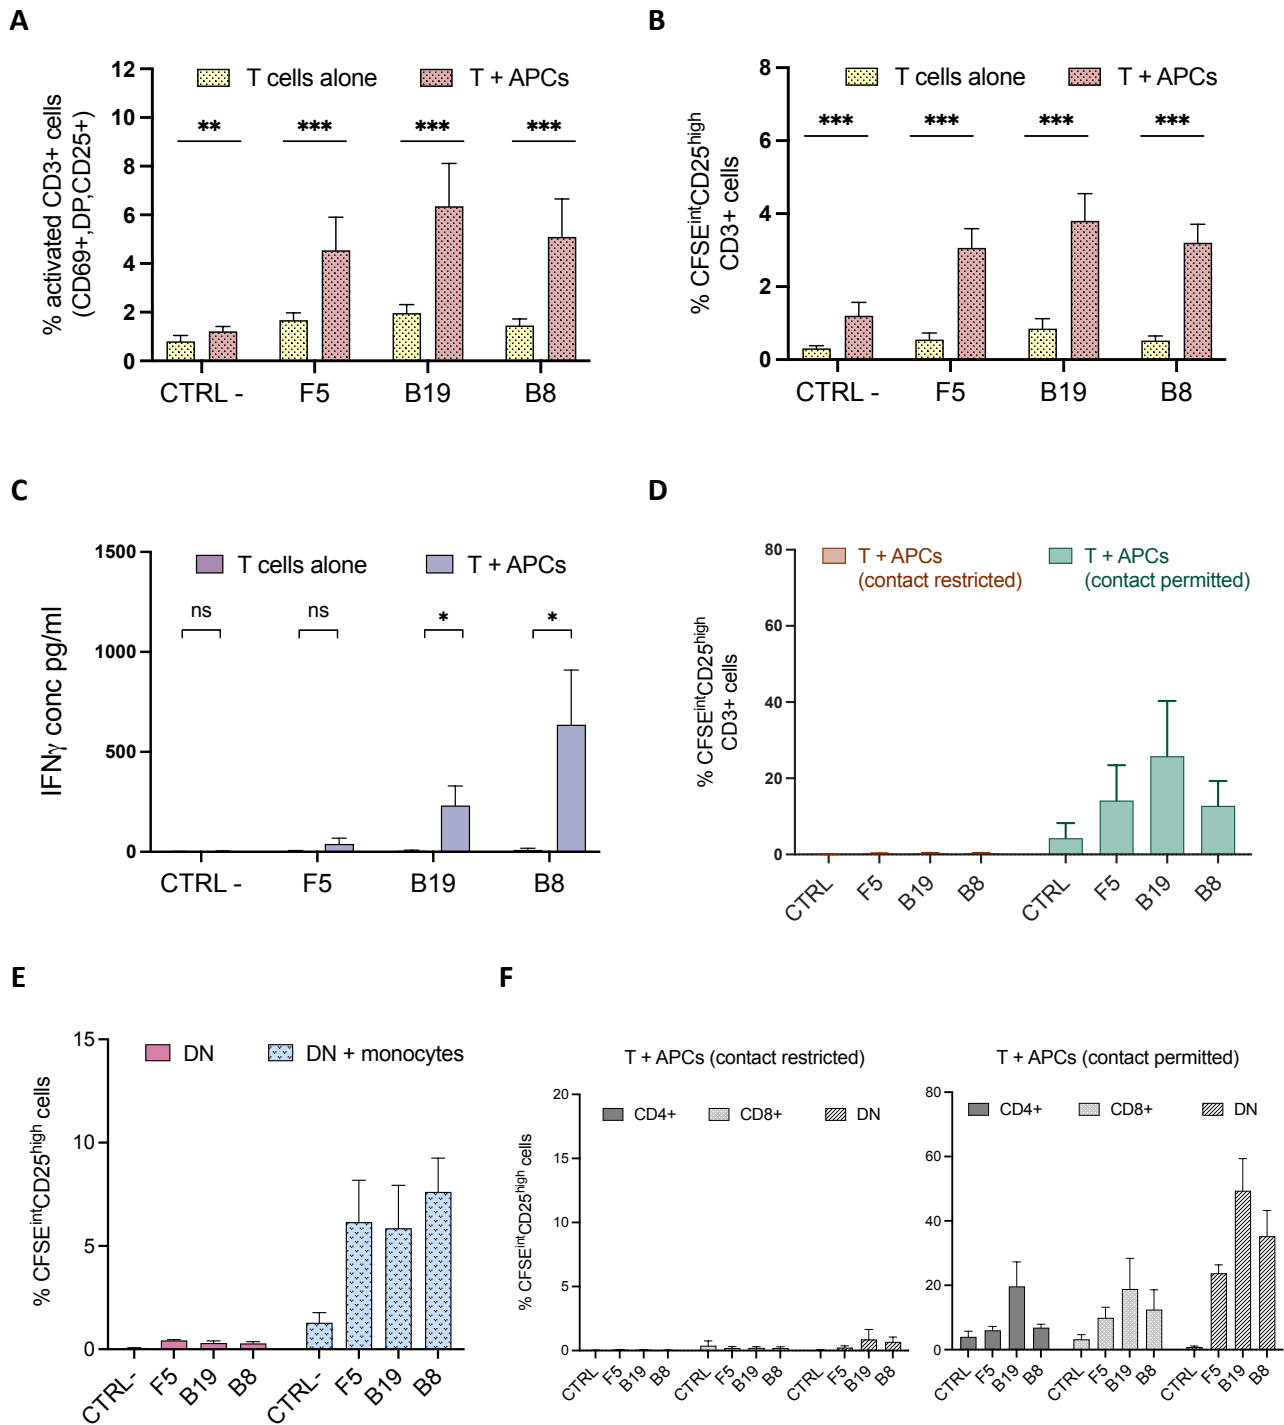 A
T cells alone
T + APCs
% activated CD3+ cells
(CD69+,DP,CD25+)
12
10
8
6
4
2
0
**
***
***
***
CTRL -
F5
B19
B8
B
T cells alone
T + APCs
% CFSEintCD25high
CD3+ cells
8
6
4
2
0
***
***
***
***
CTRL -
F5
B19
B8
C
T cells alone
T + APCs
IFNγ conc pg/ml
1500
1000
500
0
ns
ns
*
*
CTRL -
F5
B19
B8
D
T + APCs
(contact restricted)
T + APCs
(contact permitted)
% CFSEintCD25high
CD3+ cells
80
60
40
20
0
CTRL
F5
B19
B8
CTRL
F5
B19
B8
E
DN
DN + monocytes
% CFSEintCD25high cells
15
10
5
0
CTRL-
F5
B19
B8
CTRL-
F5
B19
B8
F
T + APCs (contact restricted)
CD4+
CD8+
DN
% CFSEintCD25high cells
20
15
10
5
0
CTRL
F5
B19
B8
CTRL
F5
B19
B8
CTRL
F5
B19
B8
T + APCs (contact permitted)
CD4+
CD8+
DN
80
60
40
20
0
CTRL
F5
B19
B8
CTRL
F5
B19
B8
CTRL
F5
B19
B8